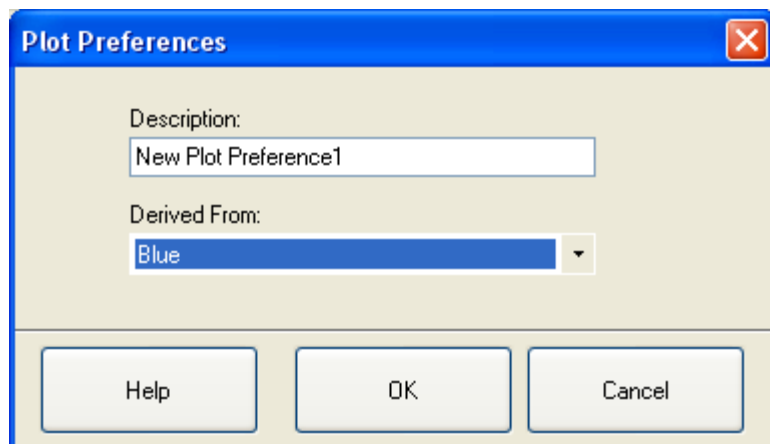 Plot Preferences
Description:
New Plot Preference1
Derived From:
Blue
Help OK Cancel